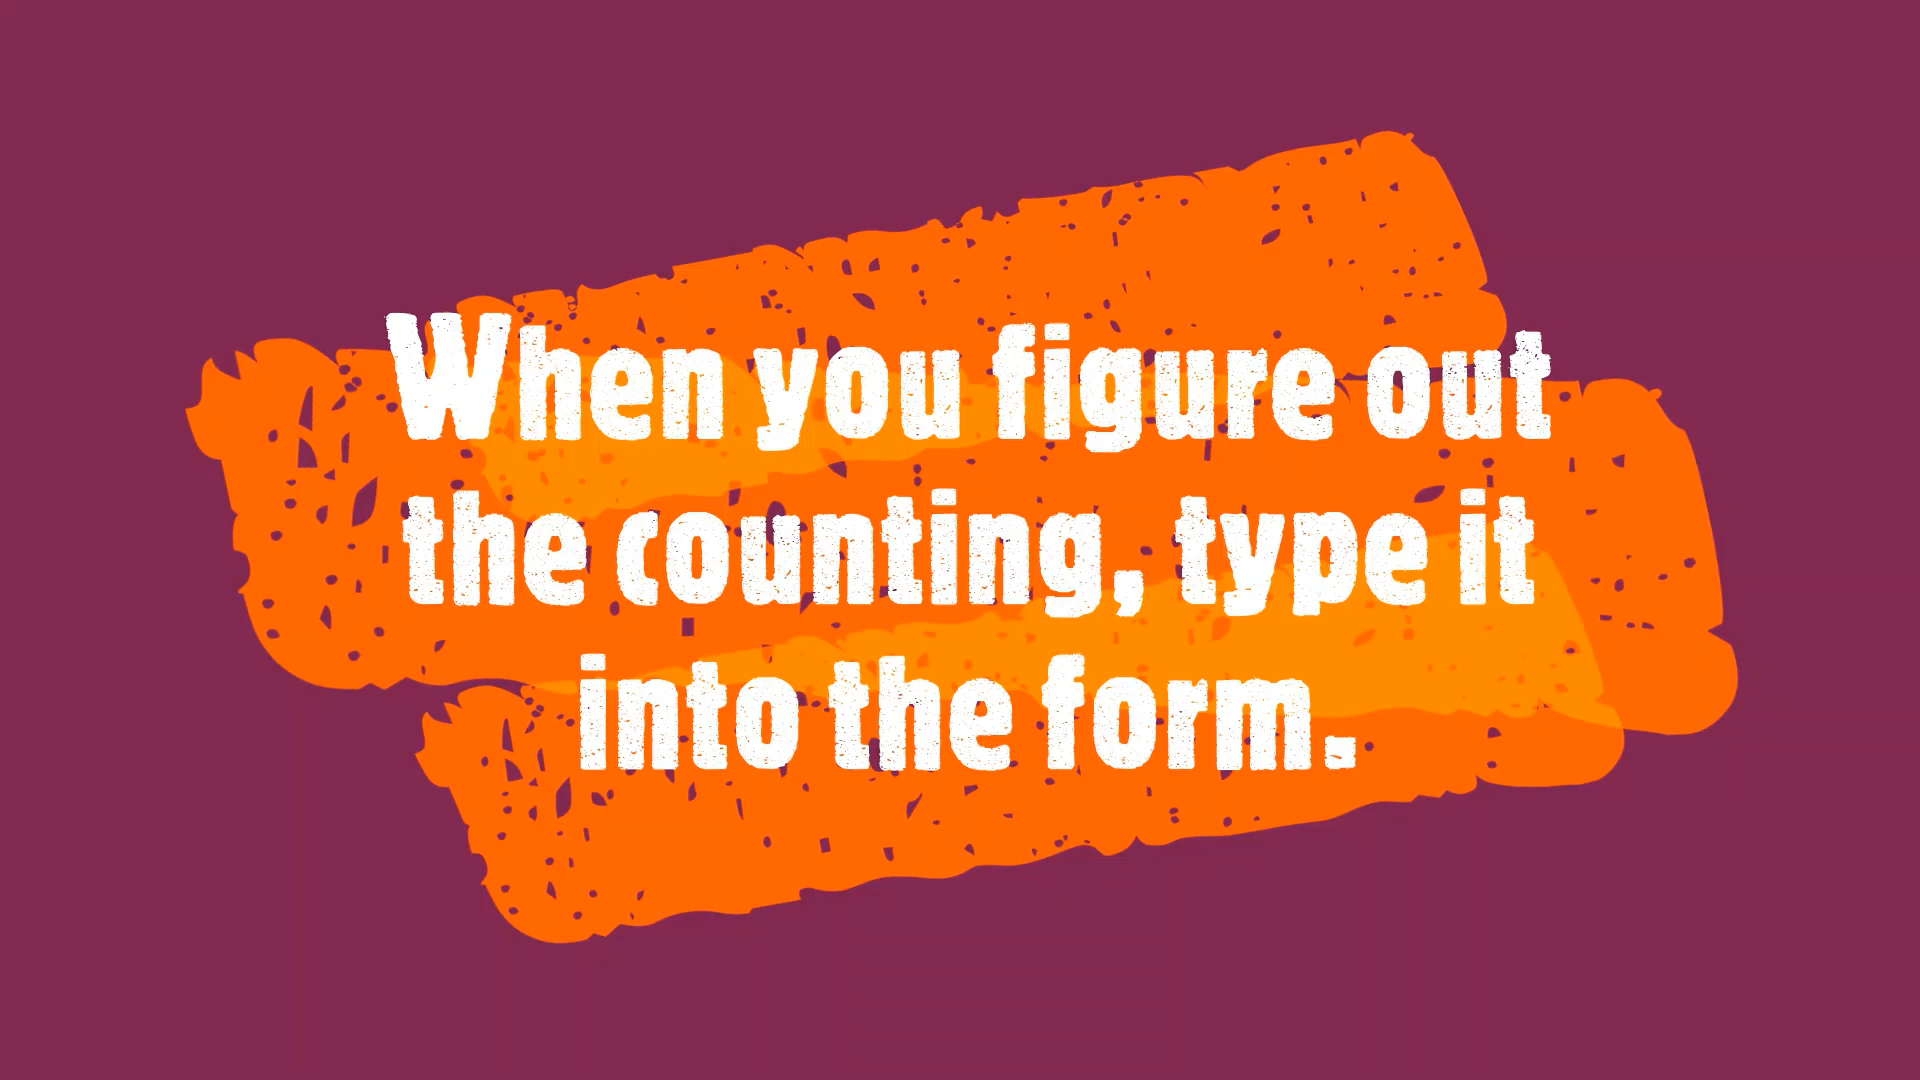 When you figure out
the counting, type it
into the form.